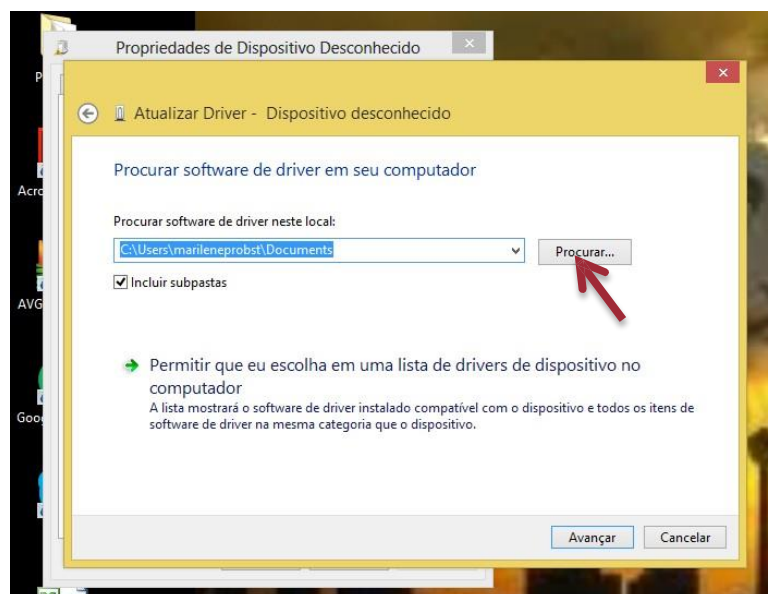 Propriedades de Dispositivo Desconhecido
Atualizar Driver - Dispositivo desconhecido
Procurar software de driver em seu computador
Procurar software de driver neste local:
C:\Users\marileneprobst\Documents
Procurar...
Incluir subpastas
Permitir que eu escolha em uma lista de drivers de dispositivo no
computador
A lista mostrará o software de driver instalado compatível com o dispositivo e todos os itens de
software de driver na mesma categoria que o dispositivo.
Avançar Cancelar
P
Acro
AVG
Goo